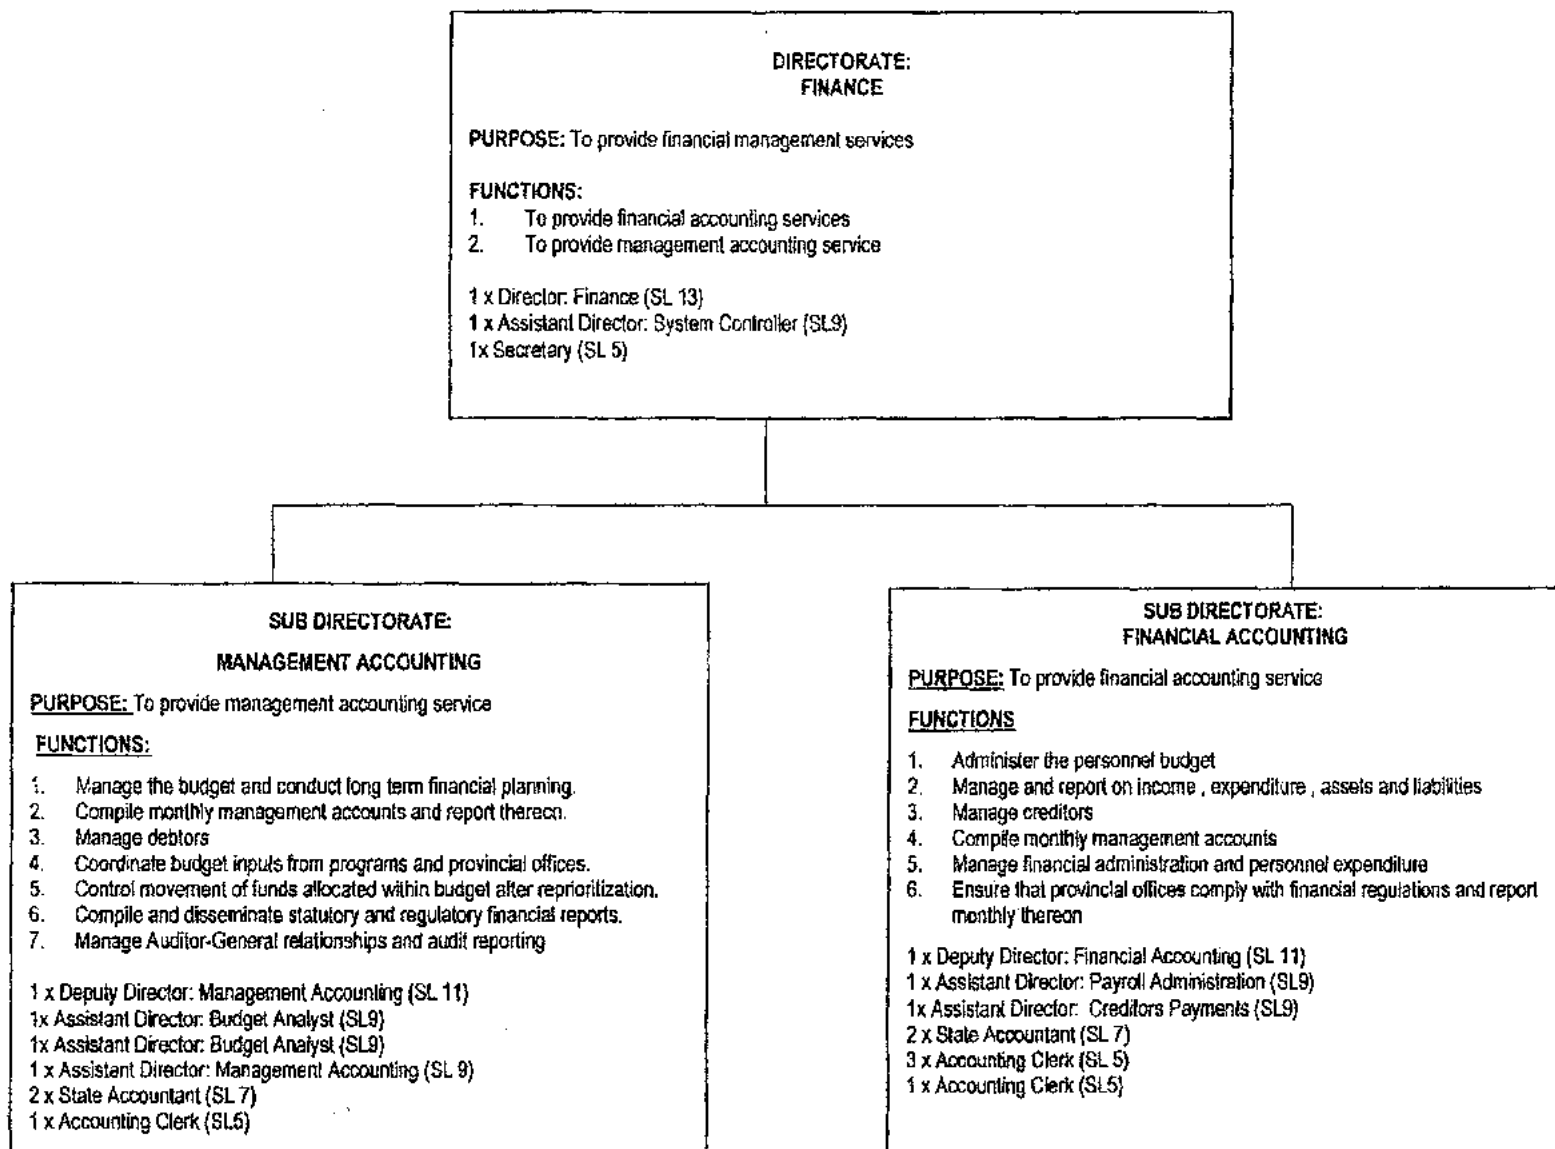 DIRECTORATE:
FINANCE
PURPOSE: To provide financial management services
FUNCTIONS:
1. To provide financial accounting services
2. To provide management accounting service
1 x Director: Finance (SL 13)
1 x Assistant Director: System Controller (SL9)
1x Secretary (SL 5)
SUB DIRECTORATE:
MANAGEMENT ACCOUNTING
PURPOSE: To provide management accounting service
FUNCTIONS:
1. Manage the budget and conduct long term financial planning.
2. Compile monthly management accounts and report thereon.
3. Manage debtors
4. Coordinate budget inputs from programs and provincial offices.
5. Control movement of funds allocated within budget after reprioritization.
6. Compile and disseminate statutory and regulatory financial reports.
7. Manage Auditor-General relationships and audit reporting
1 x Deputy Director: Management Accounting (SL 11)
1x Assistant Director: Budget Analyst (SL9)
1x Assistant Director: Budget Analyst (SL9)
1 x Assistant Director: Management Accounting (SL 9)
2 x State Accountant (SL 7)
1 x Accounting Clerk (SL5)
SUB DIRECTORATE:
FINANCIAL ACCOUNTING
PURPOSE: To provide financial accounting service
FUNCTIONS
1. Administer the personnel budget
2. Manage and report on income , expenditure , assets and liabilities
3. Manage creditors
4. Compile monthly management accounts
5. Manage financial administration and personnel expenditure
6. Ensure that provincial offices comply with financial regulations and report
monthly thereon
1 x Deputy Director: Financial Accounting (SL 11)
1 x Assistant Director: Payroll Administration (SL9)
1x Assistant Director: Creditors Payments (SL9)
2 x State Accountant (SL 7)
3 x Accounting Clerk (SL 5)
1 x Accounting Clerk (SL5)